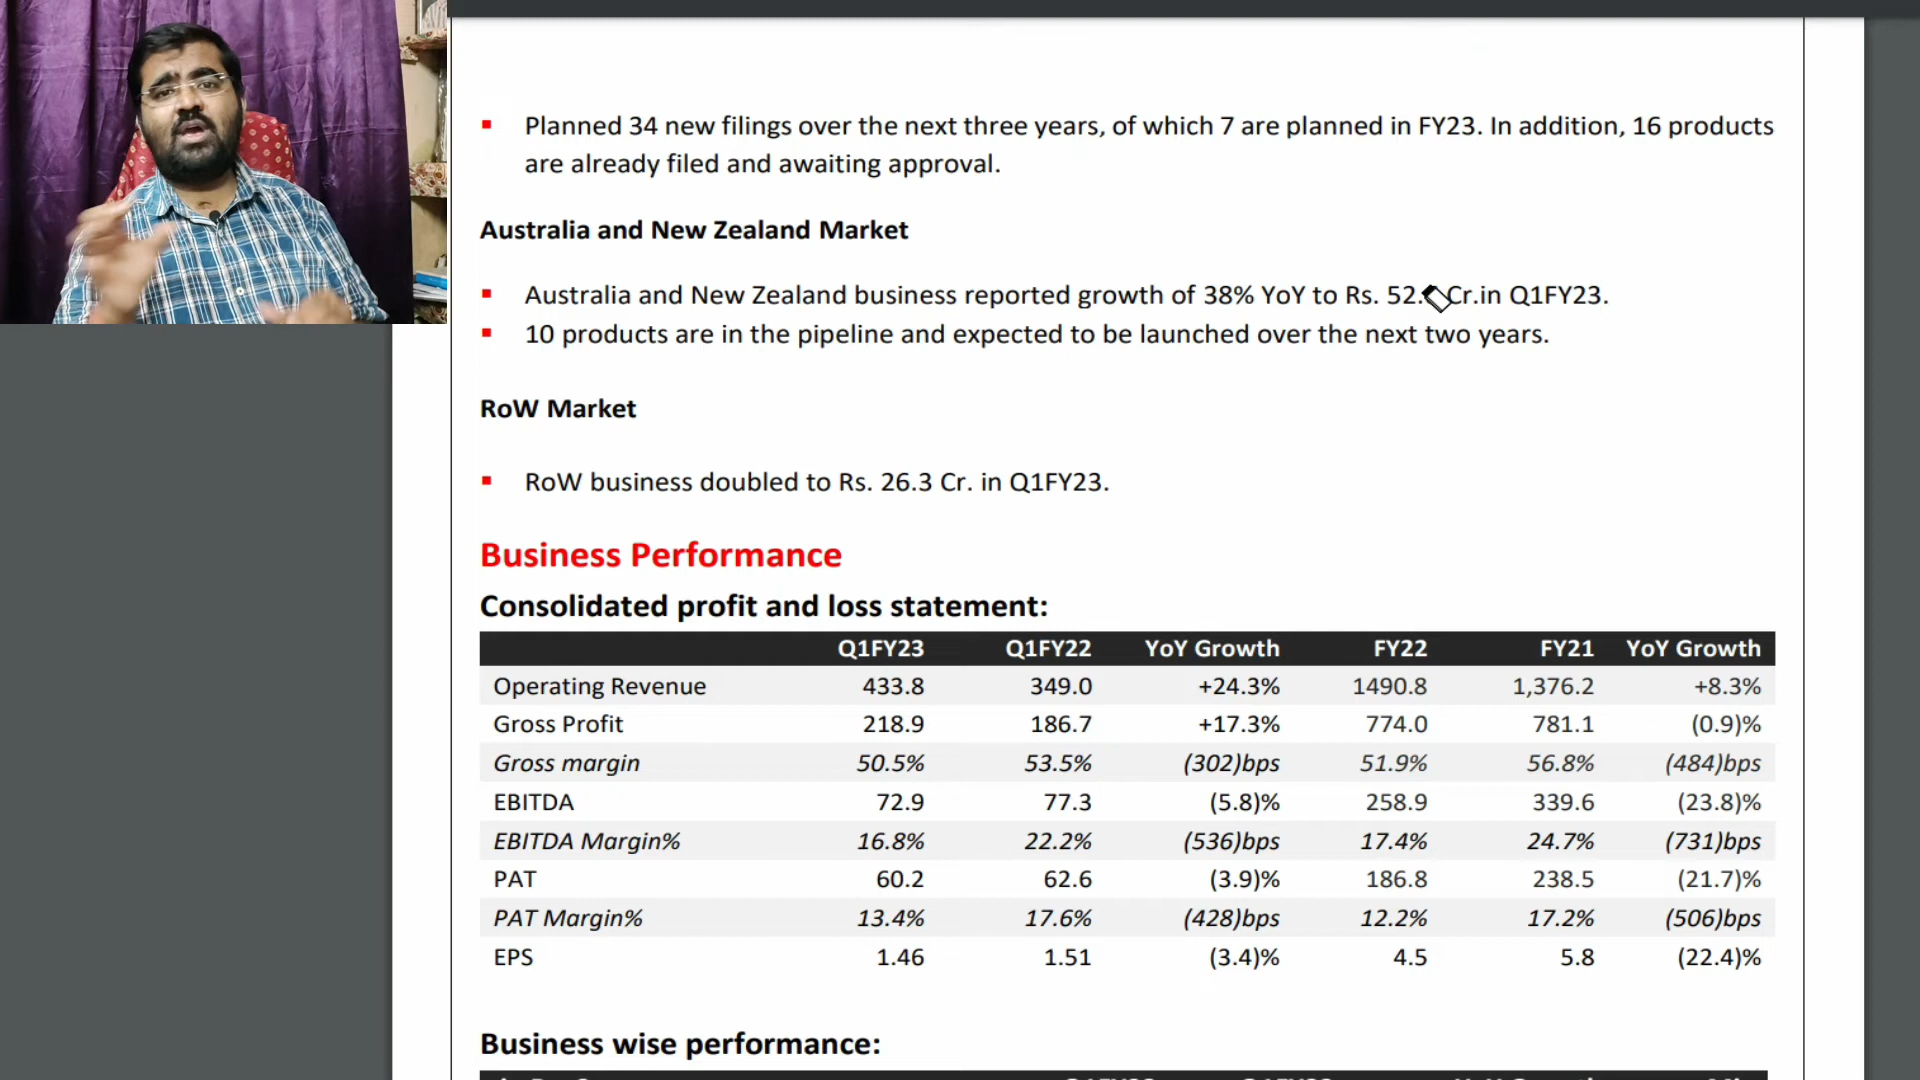 Planned 34 new filings over the next three years, of which 7 are planned in FY23. In addition, 16 products
are already filed and awaiting approval.
Australia and New Zealand Market
Australia and New Zealand business reported growth of 38% YoY to Rs. Cr.in Q1FY23.
10 products are in the pipeline and expected to be launched over the next two years.
RoW Market
RoW business doubled to Rs. 26.3 Cr. in Q1FY23.
Business Performance
Consolidated profit and loss statement:
Q1FY23 Q1FY22 YoY Growth FY22 FY21 YoY Growth
Operating Revenue 433.8 349.0 +24.3% 1490.8 1,376.2 +8.3%
Gross Profit 218.9 186.7 +17.3% 774.0 781.1 (0.9)%
Gross margin 50.5% 53.5% (302)bps 51.9% 56.8% (484)bps
EBITDA 72.9 77.3 (5.8)% 258.9 339.6 (23.8)%
EBITDA Margin% 16.8% 22.2% (536)bps 17.4% 24.7% (731)bps
PAT 60.2 62.6 (3.9)% 186.8 238.5 (21.7)%
PAT Margin% 13.4% 17.6% (428)bps 12.2% 17.2% (506)bps
EPS 1.46 1.51 (3.4)% 4.5 5.8 (22.4)%
Business wise performance: